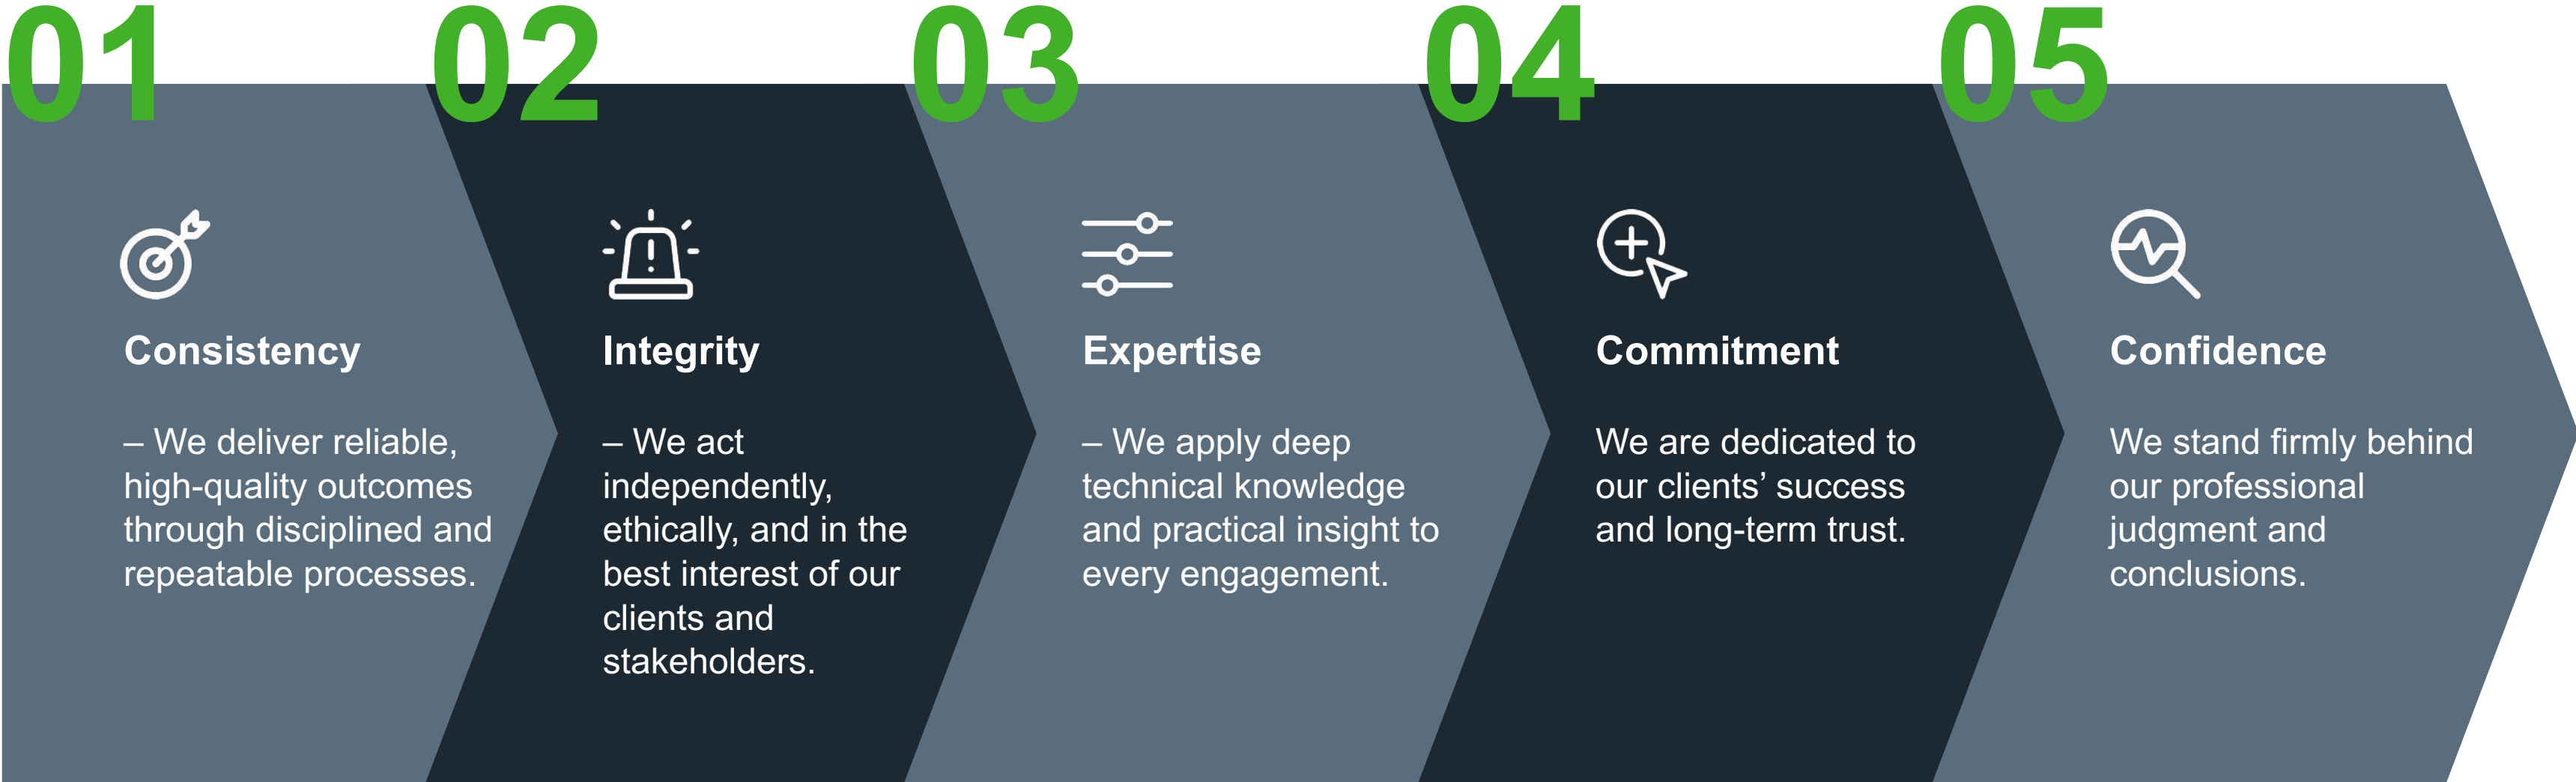 01
Consistency
– We deliver reliable,
high-quality outcomes
through disciplined and
repeatable processes.
02
Integrity
– We act
independently,
ethically, and in the
best interest of our
clients and
stakeholders.
03
Expertise
– We apply deep
technical knowledge
and practical insight to
every engagement.
04
Commitment
We are dedicated to
our clients’ success
and long-term trust.
05
Confidence
We stand firmly behind
our professional
judgment and
conclusions.